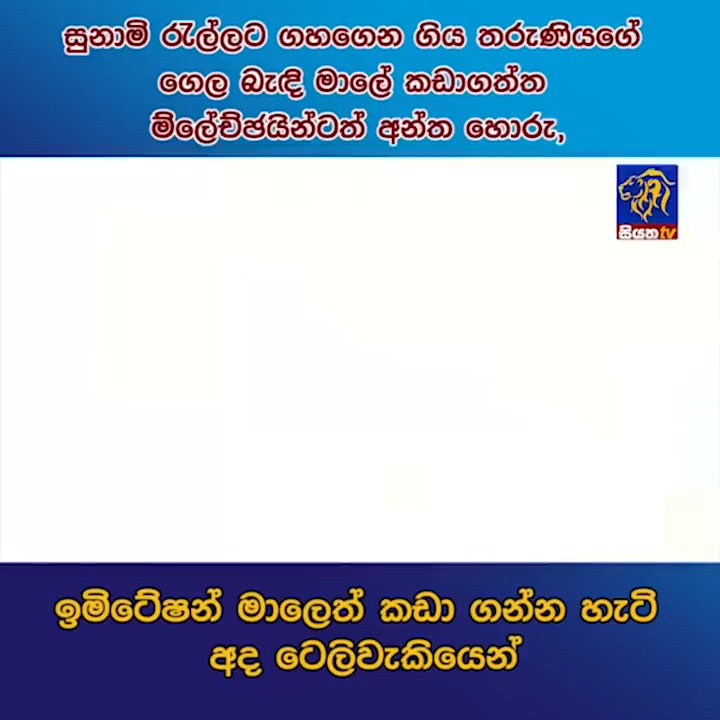 සුනාමි රැල්ලට ගහගෙන ගිය තරුණියගේ
ගෙල බැඳි මාලේ කඩාගත්ත
ම්ලේච්ඡයින්ටත් අන්ත හොරු,
සියත tv
ඉමිටේෂන් මාලෙත් කඩා ගන්න හැටි
අද ටෙලිවැකියෙන්